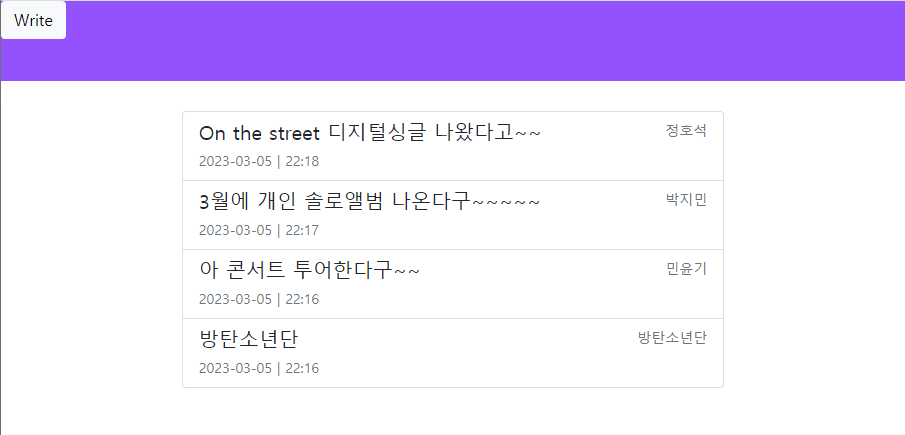 Write
On the street 디지털싱글 나왔다고~~ 정호석
2023-03-05 | 22:18
3월에 개인 솔로앨범 나온다구~~~~~ 박지민
2023-03-05 | 22:17
아 콘서트 투어한다구~~ 민윤기
2023-03-05 | 22:16
방탄소년단 방탄소년단
2023-03-05 | 22:16